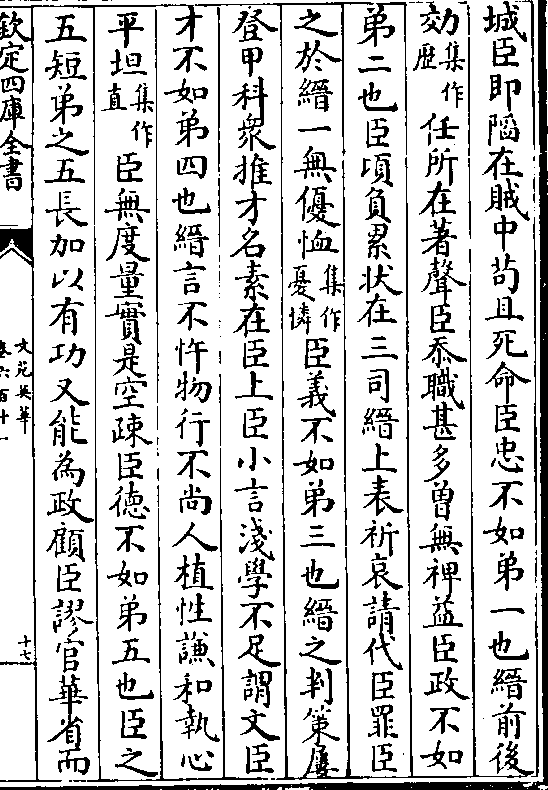 城臣即陷在賊中苟且死命臣忠不如弟一也縉前後
効集作歷任所在著聲臣忝職甚多曾無裨益臣政不如
弟二也臣頃負累状在三司縉上表祈哀請代臣罪臣
之於縉一無優恤集作憂憐臣義不如弟三也縉之判策屢
登甲科衆推才名素在臣上臣小言淺學不足謂文臣
才不如弟四也縉言不忤物行不尚人植性謙和執心
平坦集作直臣無度量實是空疎臣德不如弟五也臣之
五短弟之五長加以有功又能為政顧臣謬官華省而
欽定四庫全書
文苑英華
卷六百十一
十七